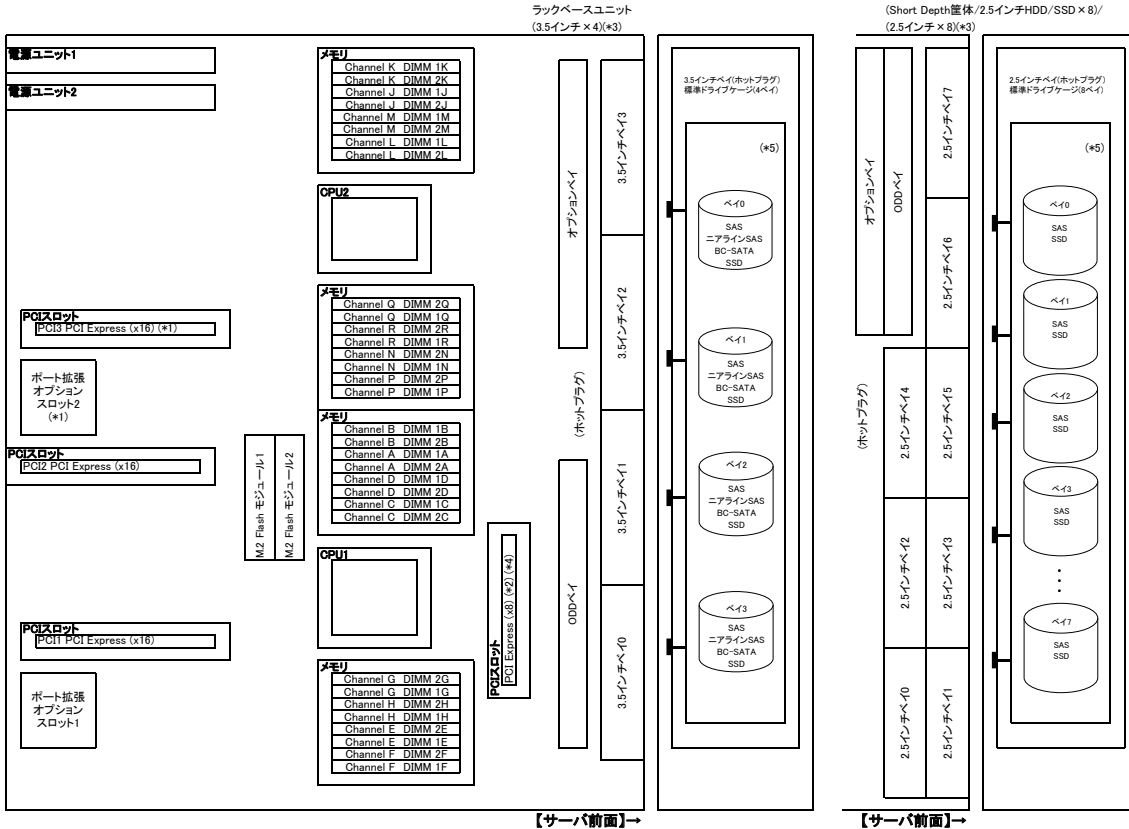 ラックベースユニット
(3.5インチ×4)(*3)
(Short Depth筐体/2.5インチHDD/SSD×8)/
(2.5インチ×8)(*3)
電源ユニット1
電源ユニット2
メモリ
Channel K DIMM 1K
Channel K DIMM 2K
Channel J DIMM 1J
Channel J DIMM 2J
Channel M DIMM 1M
Channel M DIMM 2M
Channel L DIMM 1L
Channel L DIMM 2L
CPU2
メモリ
Channel Q DIMM 2Q
Channel Q DIMM 1Q
Channel R DIMM 2R
Channel R DIMM 1R
Channel N DIMM 2N
Channel N DIMM 1N
Channel P DIMM 2P
Channel P DIMM 1P
メモリ
Channel B DIMM 1B
Channel B DIMM 2B
Channel A DIMM 1A
Channel A DIMM 2A
Channel D DIMM 1D
Channel D DIMM 2D
Channel C DIMM 1C
Channel C DIMM 2C
CPU1
メモリ
Channel G DIMM 2G
Channel G DIMM 1G
Channel H DIMM 2H
Channel H DIMM 1H
Channel E DIMM 2E
Channel E DIMM 1E
Channel F DIMM 2F
Channel F DIMM 1F
PCIスロット
PCI3 PCI Express (x16) (*1)
ポート拡張
オプション
スロット2
(*1)
PCIスロット
PCI2 PCI Express (x16)
M.2 Flash モジュール1
M.2 Flash モジュール2
PCIスロット
PCI1 PCI Express (x16)
ポート拡張
オプション
スロット1
PCIスロット
PCI Express (x8) (*2) (*4)
オプションベイ
(ホットプラグ)
ODDベイ
3.5インチベイ3
3.5インチベイ2
3.5インチベイ1
3.5インチベイ0
3.5インチベイ(ホットプラグ)
標準ドライブケージ(4ベイ)
(*5)
ベイ0
SAS
ニアラインSAS
BC-SATA
SSD
ベイ1
SAS
ニアラインSAS
BC-SATA
SSD
ベイ2
SAS
ニアラインSAS
BC-SATA
SSD
ベイ3
SAS
ニアラインSAS
BC-SATA
SSD
【サーバ前面】→
オプションベイ
ODDベイ
(ホットプラグ)
2.5インチベイ7
2.5インチベイ6
2.5インチベイ4
2.5インチベイ5
2.5インチベイ2
2.5インチベイ3
2.5インチベイ0
2.5インチベイ1
2.5インチベイ(ホットプラグ)
標準ドライブケージ(8ベイ)
(*5)
ベイ0
SAS
SSD
ベイ1
SAS
SSD
ベイ2
SAS
SSD
ベイ3
SAS
SSD
ベイ7
SAS
SSD
【サーバ前面】→